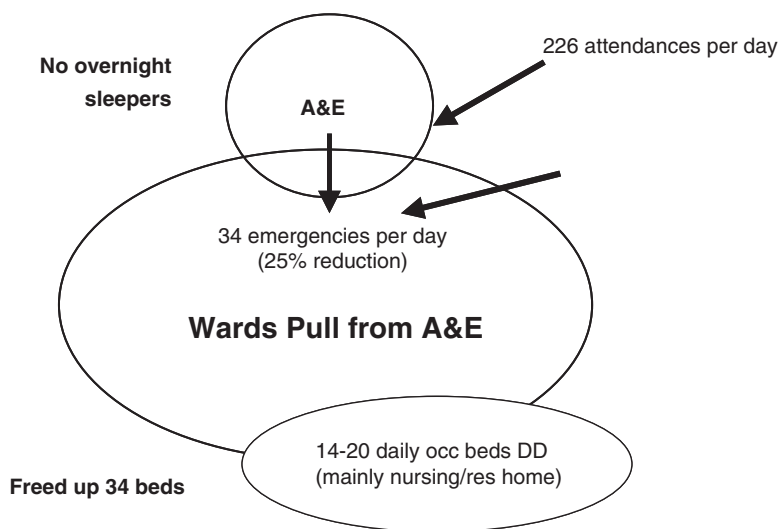 226 attendances per day
No overnight
sleepers
A&E
34 emergencies per day
(25% reduction)
Wards Pull from A&E
14-20 daily occ beds DD
(mainly nursing/res home)
Freed up 34 beds